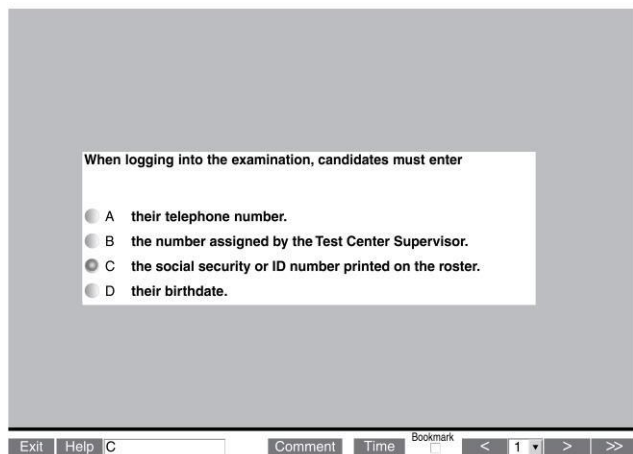 When logging into the examination, candidates must enter
A their telephone number.
B the number assigned by the Test Center Supervisor.
C the social security or ID number printed on the roster.
D their birthdate.
Bookmark
Exit Help C Comment Time < 1 > >>